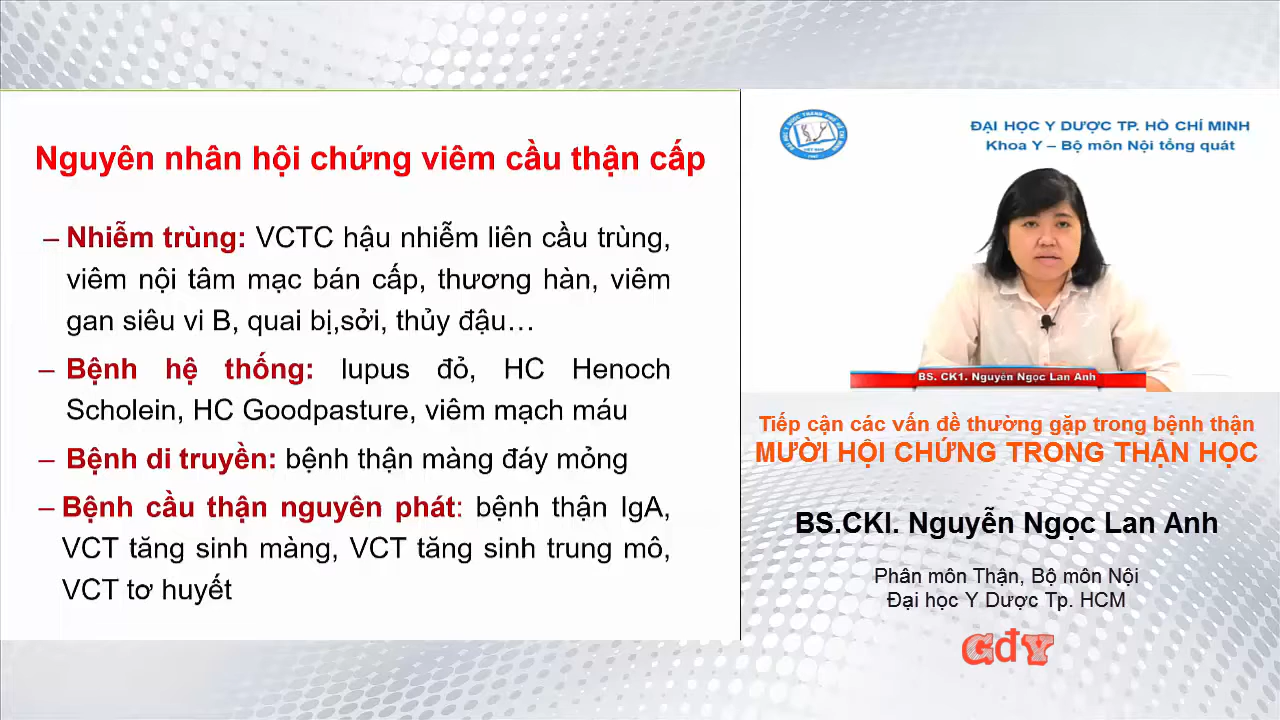 Nguyên nhân hội chứng viêm cầu thận cấp
– Nhiễm trùng: VCTC hậu nhiễm liên cầu trùng,
viêm nội tâm mạc bán cấp, thương hàn, viêm
gan siêu vi B, quai bị,sởi, thủy đậu…
– Bệnh hệ thống: lupus đỏ, HC Henoch
Scholein, HC Goodpasture, viêm mạch máu
– Bệnh di truyền: bệnh thận màng đáy mỏng
– Bệnh cầu thận nguyên phát: bệnh thận IgA,
VCT tăng sinh màng, VCT tăng sinh trung mô,
VCT tơ huyết
ĐẠI HỌC Y DƯỢC TP. HỒ CHÍ MINH
Khoa Y – Bộ môn Nội tổng quát
BS. CK1. Nguyễn Ngọc Lan Anh
Tiếp cận các vấn đề thường gặp trong bệnh thận
MƯỜI HỘI CHỨNG TRONG THẬN HỌC
BS.CKI. Nguyễn Ngọc Lan Anh
Phân môn Thận, Bộ môn Nội
Đại học Y Dược Tp. HCM
GđY